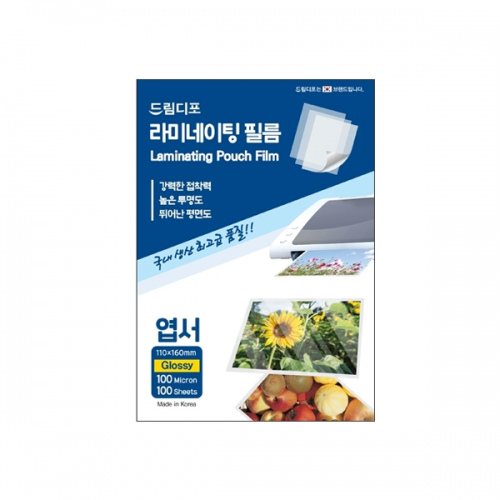 드림디포는 🇰🇷 브랜드입니다.
드림디포
라미네이팅 필름
Laminating Pouch Film
강력한 접착력
높은 투명도
뛰어난 평면도
국내 생산 최고급 품질!!
엽서
110×160mm
Glossy
100 Micron
100 Sheets
Made in Korea